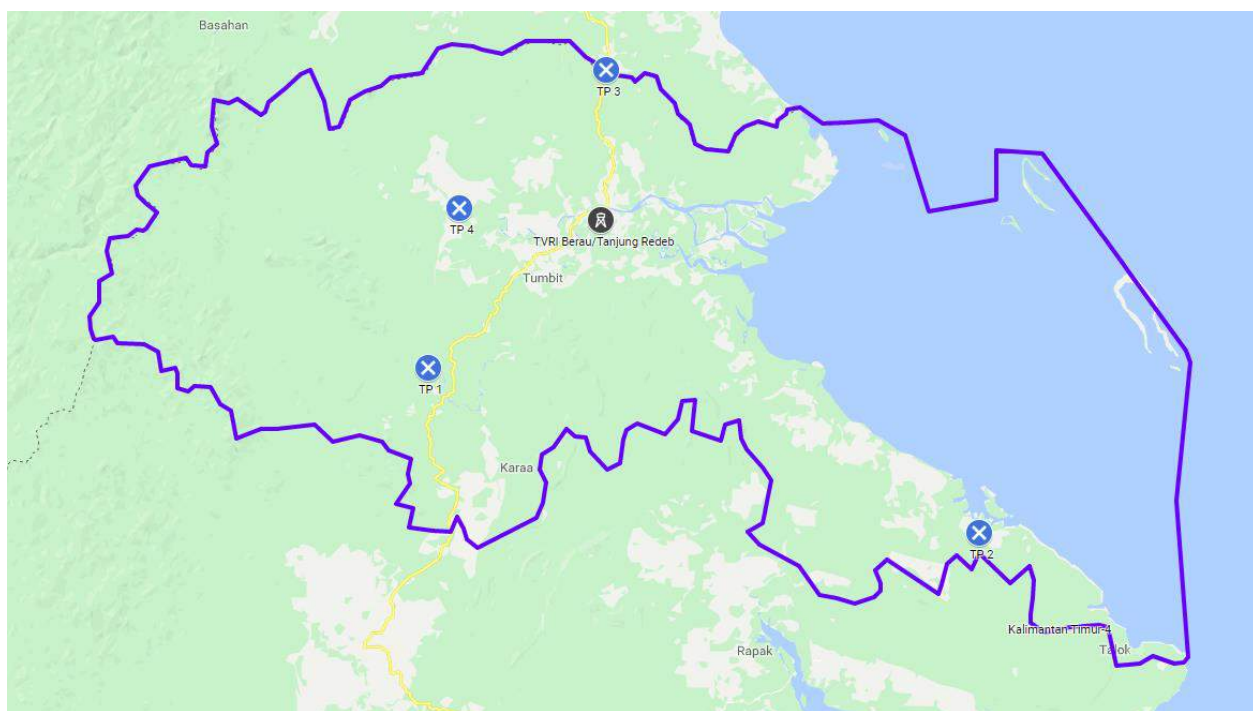 Basahan
TP 3
TP 4
TVRI Berau/Tanjung Redeb
Tumbit
TP 1
Karaa
TP 2
Kalimantan Timur-4
Rapak
Talok